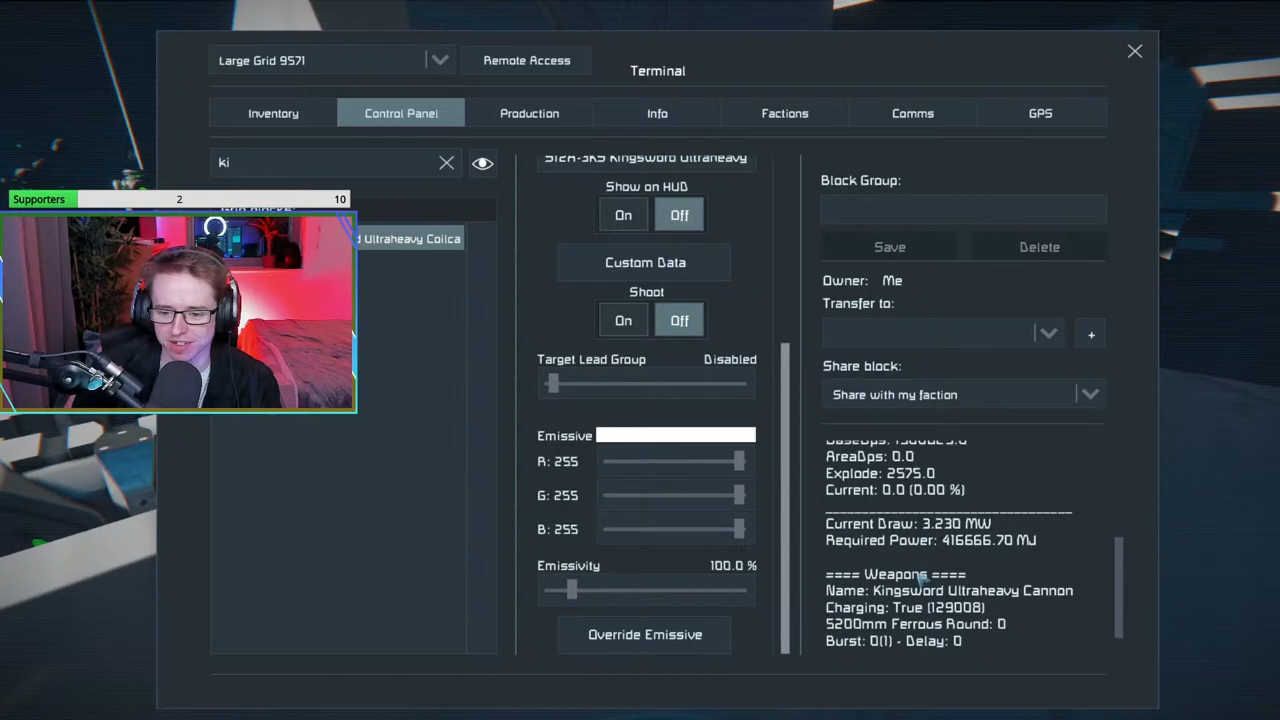 Large Grid 9571
Remote Access
Terminal
Inventory
Control Panel
Production
Info
Factions
Comms
GPS
ki
Supporters
2
10
d Ultraheavy Coilca
512A-3K5 Kingsword Ultraheavy
Show on HUD
On
Off
Custom Data
Shoot
On
Off
Target Lead Group
Disabled
Emissive
R: 255
G: 255
B: 255
Emissivity
100.0 %
Override Emissive
Block Group:
Save
Delete
Owner: Me
Transfer to:
+
Share block:
Share with my faction
AreaDps: 0.0
Explode: 2575.0
Current: 0.0 (0.00 %)
Current Draw: 3.230 MW
Required Power: 416666.70 MJ
==== Weapons ====
Name: Kingsword Ultraheavy Cannon
Charging: True (129008)
5200mm Ferrous Round: 0
Burst: 0(1) - Delay: 0